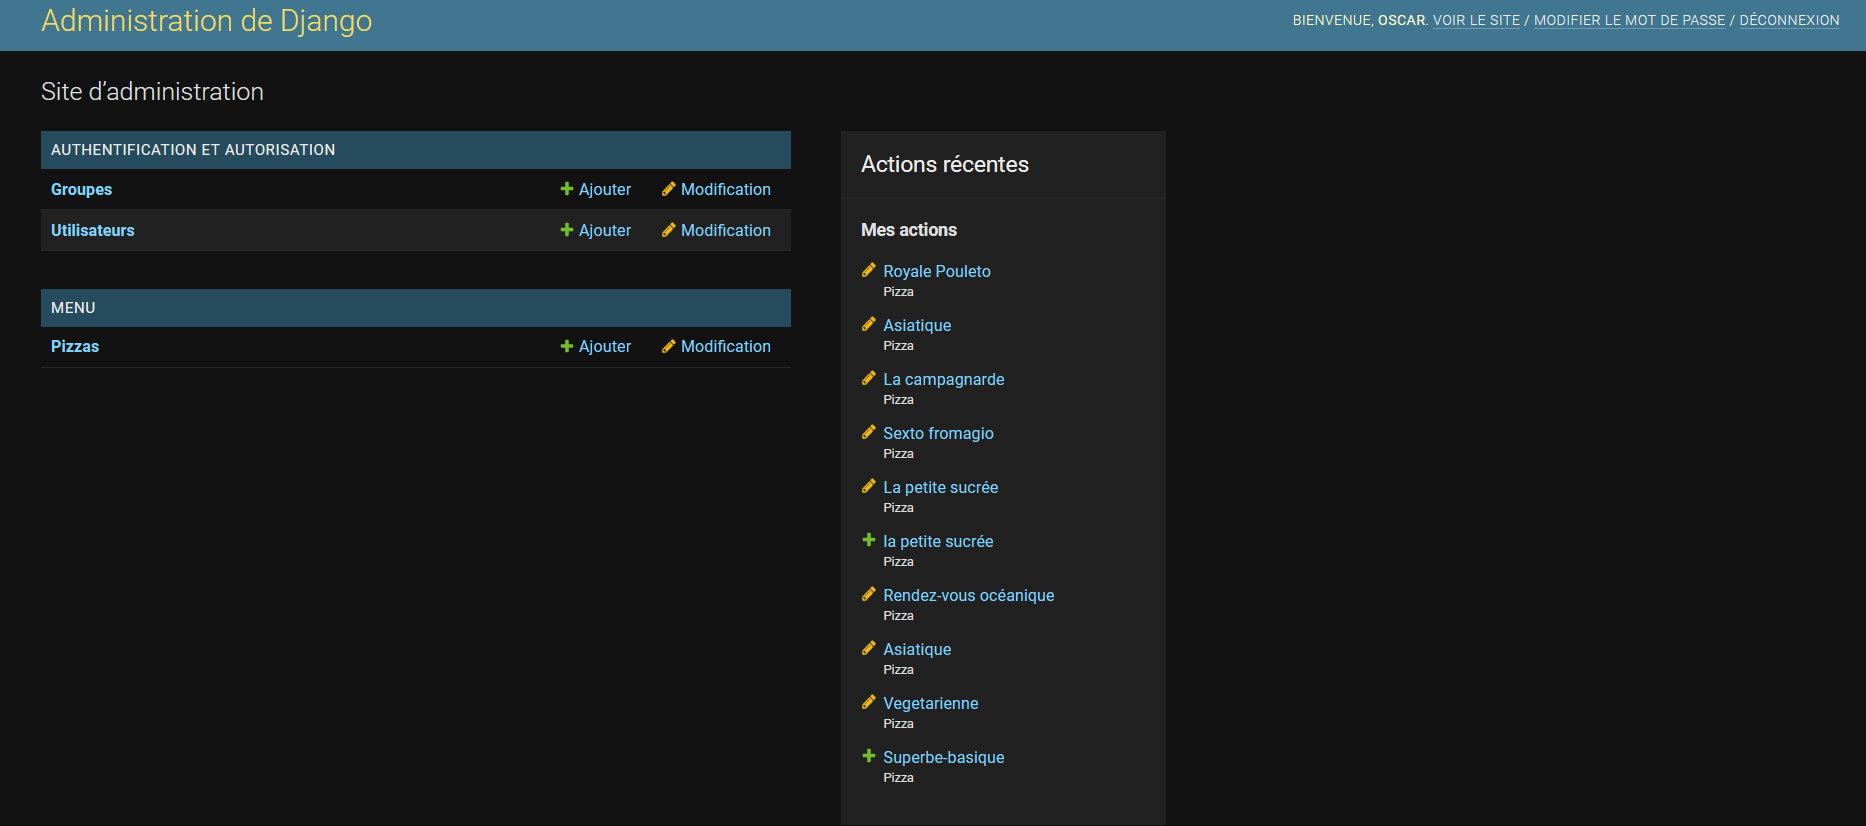 Administration de Django
BIENVENUE, OSCAR. VOIR LE SITE / MODIFIER LE MOT DE PASSE / DÉCONNEXION
Site d’administration
AUTHENTIFICATION ET AUTORISATION
Groupes Ajouter Modification
Utilisateurs Ajouter Modification
MENU
Pizzas Ajouter Modification
Actions récentes
Mes actions
Royale Pouleto
Pizza
Asiatique
Pizza
La campagnarde
Pizza
Sexto fromagio
Pizza
La petite sucrée
Pizza
la petite sucrée
Pizza
Rendez-vous océanique
Pizza
Asiatique
Pizza
Vegetarienne
Pizza
Superbe-basique
Pizza